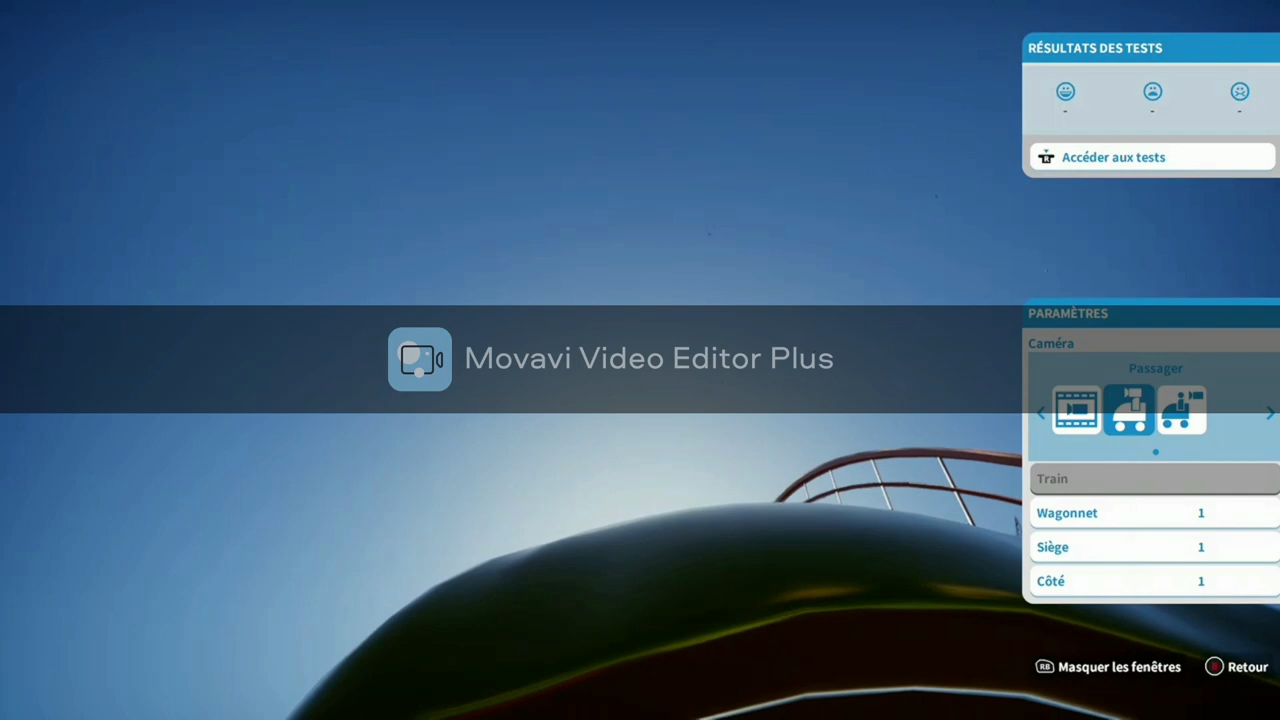 RÉSULTATS DES TESTS
-
-
-
Accéder aux tests
PARAMÈTRES
Caméra
Passager
Movavi Video Editor Plus
Train
Wagonnet 1
Siège 1
Côté 1
RB Masquer les fenêtres
Retour